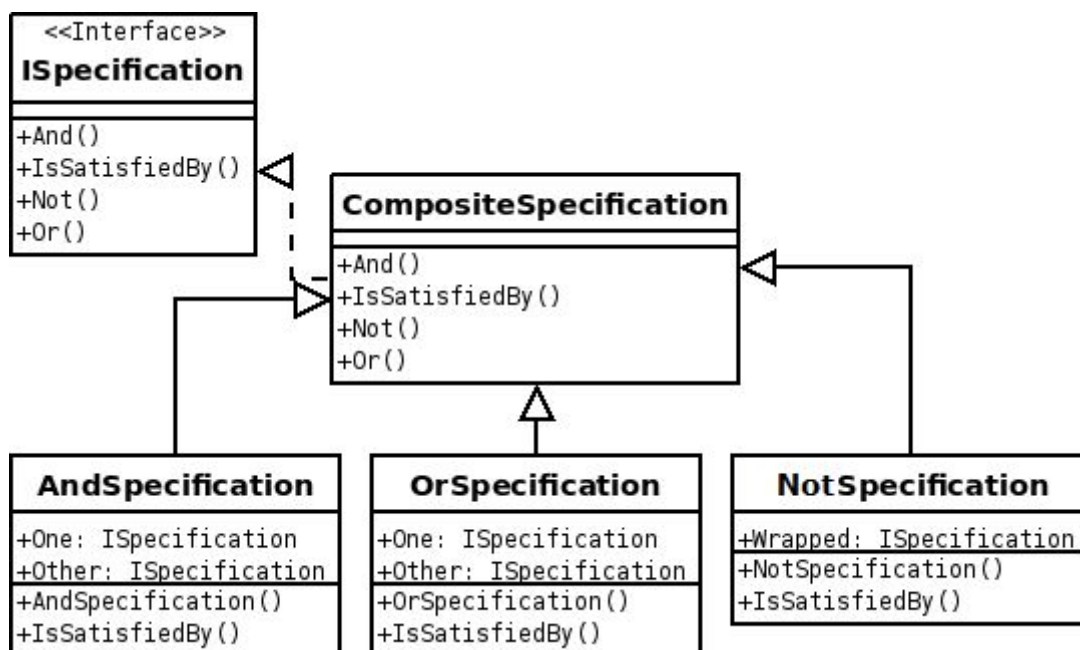 <<Interface>>
ISpecification
+And()
+IsSatisfiedBy()
+Not()
+Or()
CompositeSpecification
+And()
+IsSatisfiedBy()
+Not()
+Or()
AndSpecification
+One: ISpecification
+Other: ISpecification
+AndSpecification()
+IsSatisfiedBy()
OrSpecification
+One: ISpecification
+Other: ISpecification
+OrSpecification()
+IsSatisfiedBy()
NotSpecification
+Wrapped: ISpecification
+NotSpecification()
+IsSatisfiedBy()